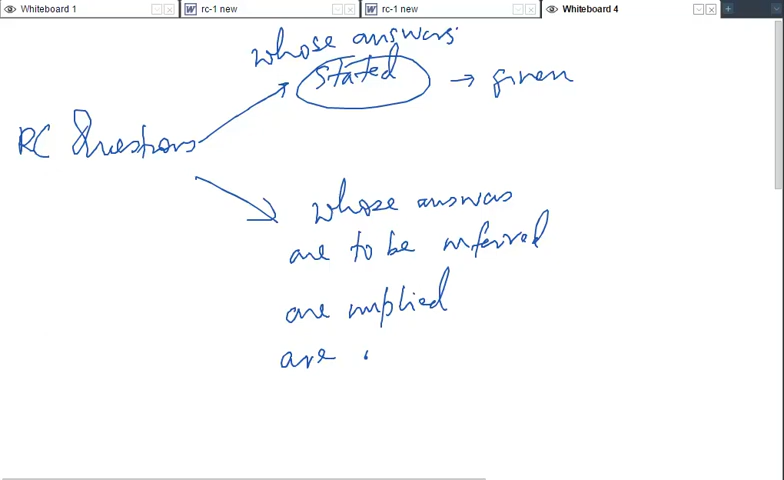 Whiteboard 1
rc-1 new
rc-1 new
Whiteboard 4
whose answers
stated → given
RC Questions
whose answers
are to be inferred
are implied
are